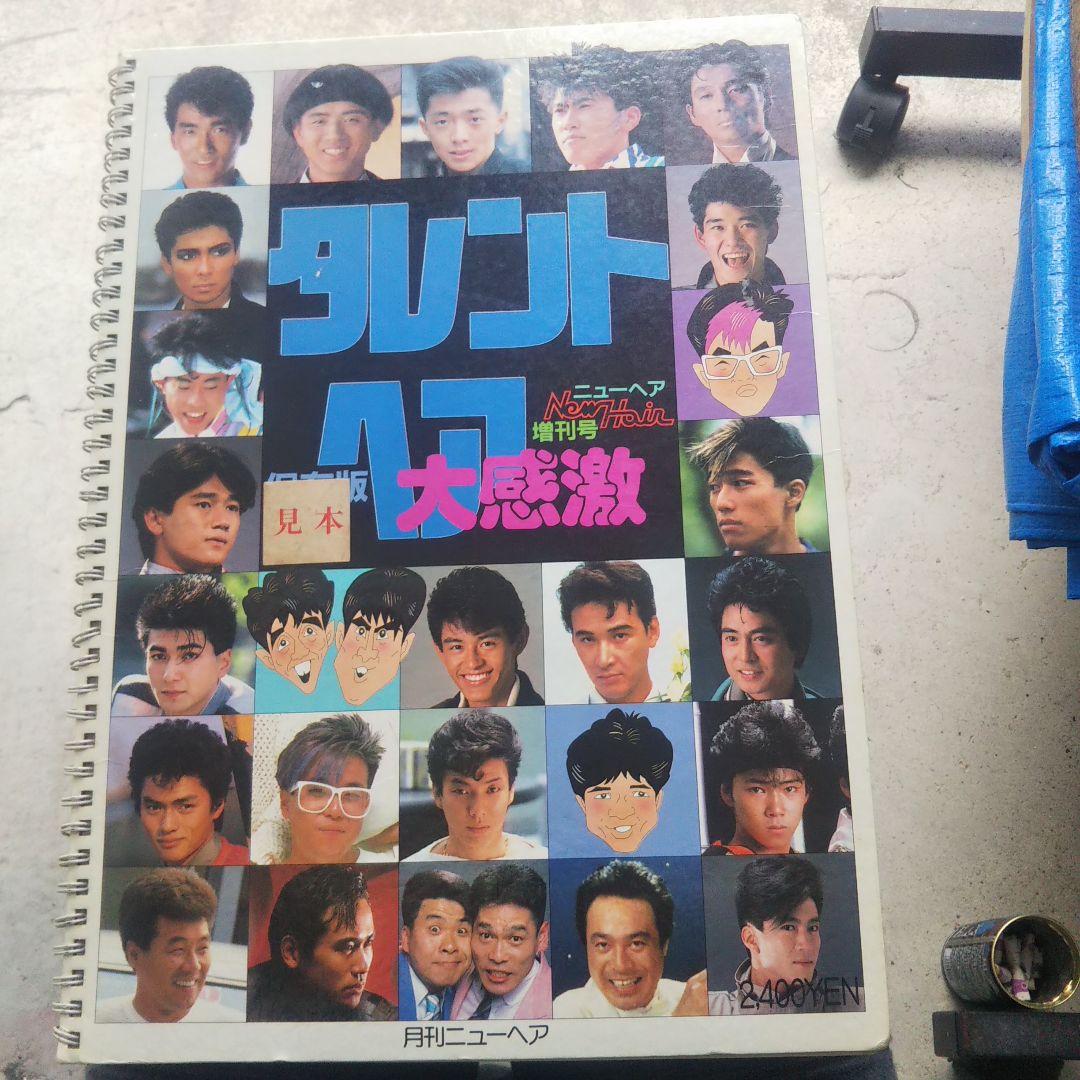 タレント
ヘア
ニューヘア
New Hair
増刊号
保存版
大感激
見本
2,400YEN
月刊ニューヘア